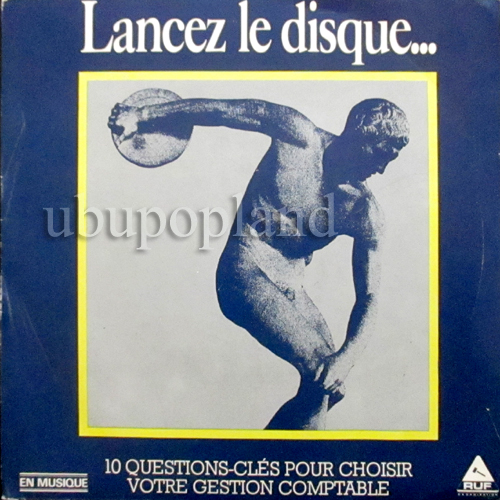 Lancez le disque...
ubupopland
10 QUESTIONS-CLÉS POUR CHOISIR
VOTRE GESTION COMPTABLE
EN MUSIQUE
RUF